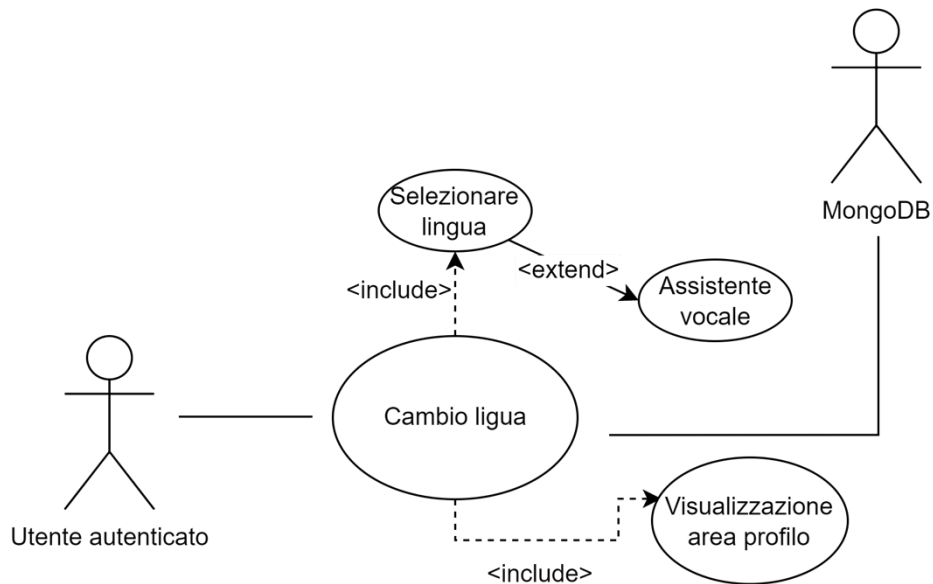 MongoDB
Selezionare
lingua
<extend>
<include>
Assistente
vocale
Cambio ligua
Utente autenticato
Visualizzazione
area profilo
<include>